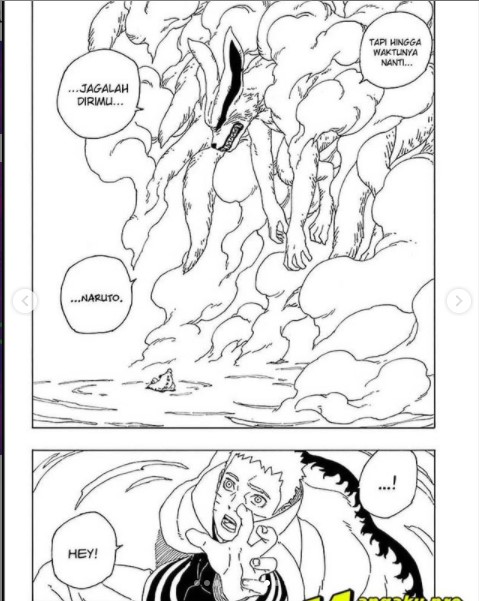 TAPI HINGGA
WAKTUNYA
NANTI...
...JAGALAH
DIRIMU...
...NARUTO.
...!
HEY!